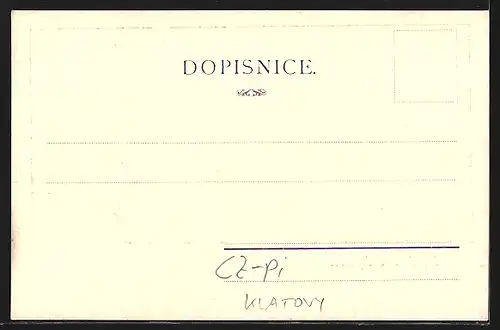 DOPISNICE.
CZ-Pi
KLATOVY